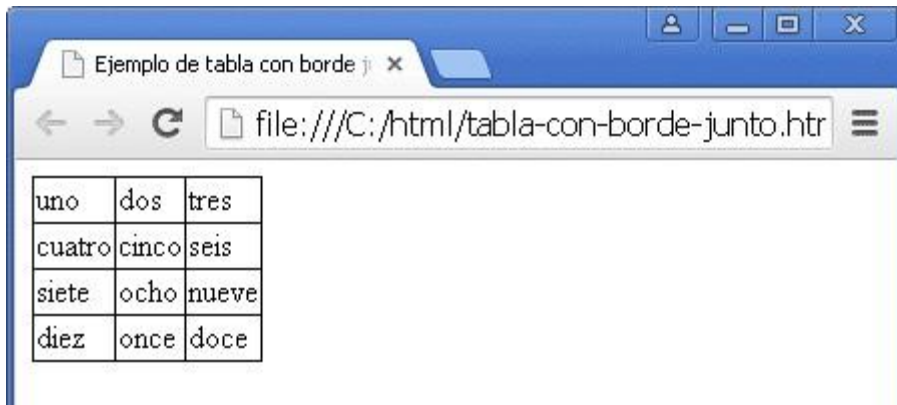 Ejemplo de tabla con borde
file:///C:/html/tabla-con-borde-junto.htr
uno dos tres
cuatro cinco seis
siete ocho nueve
diez once doce